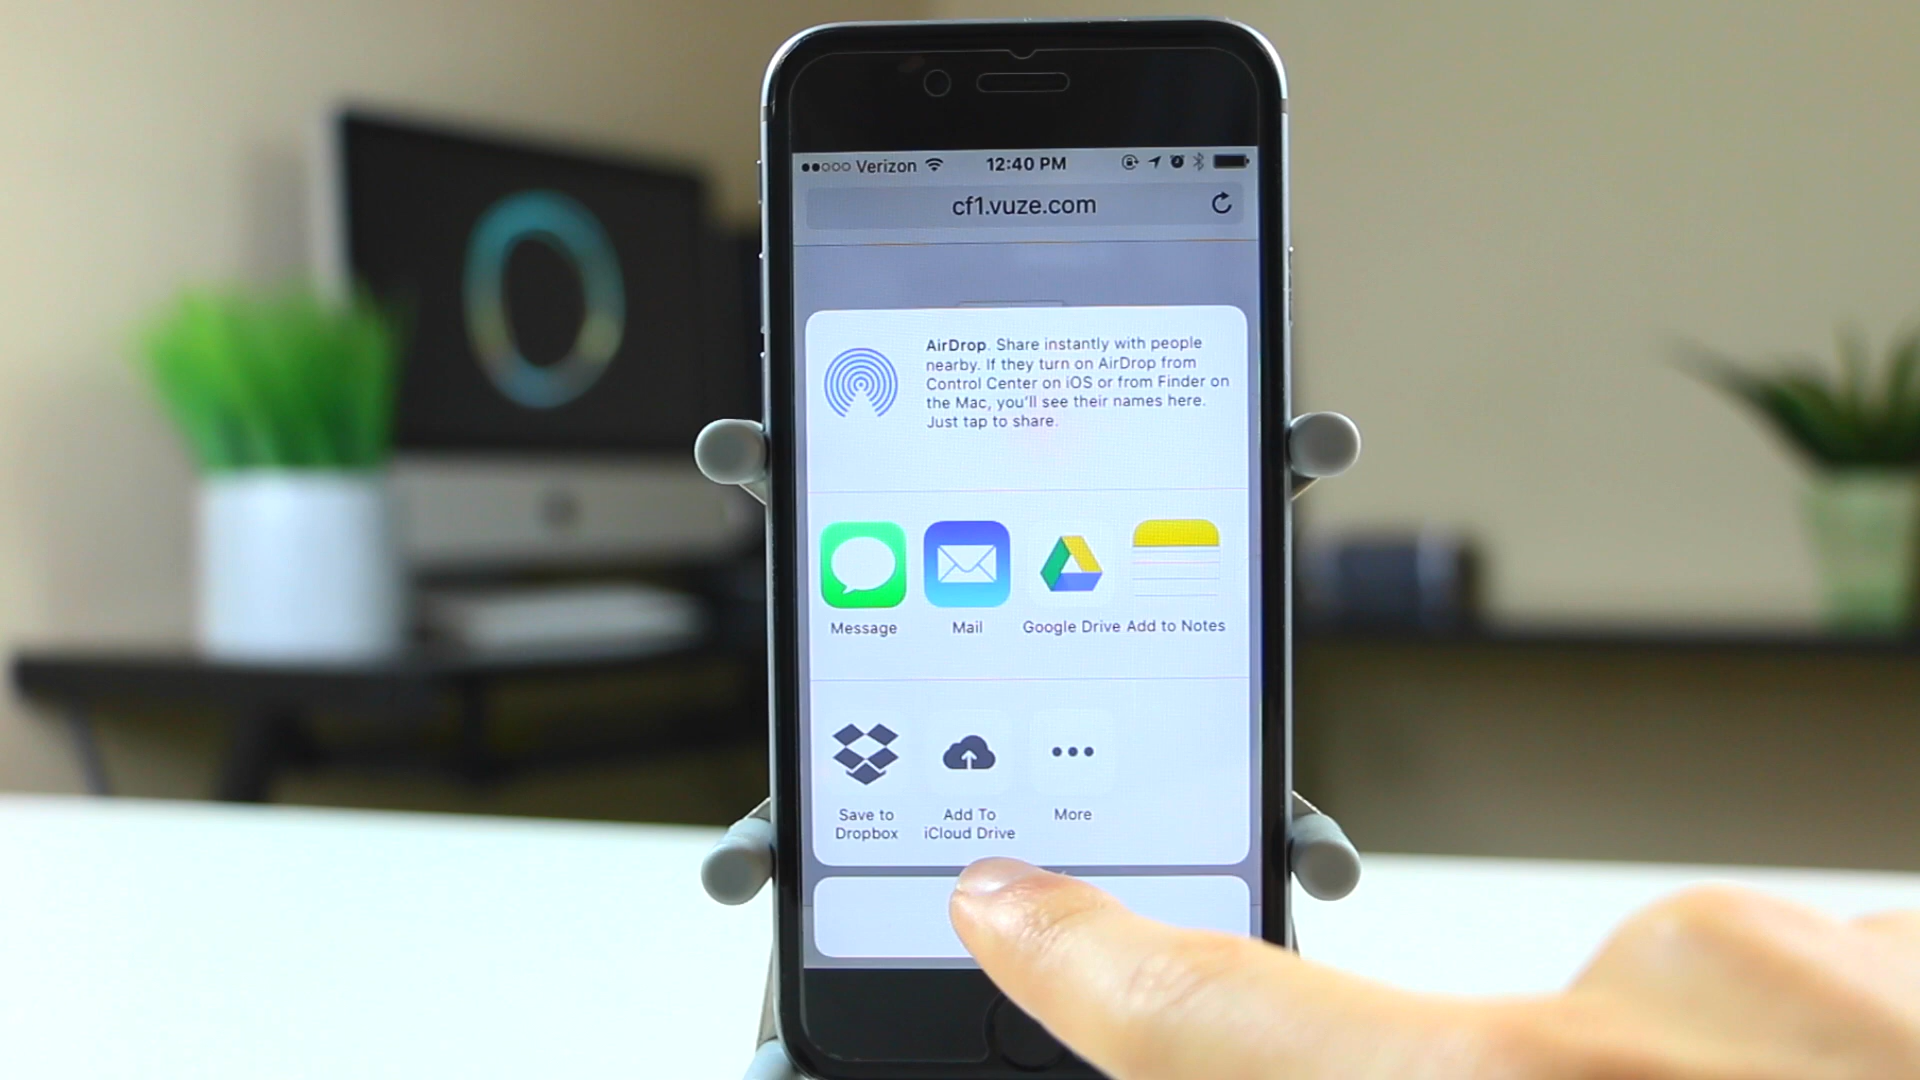 Verizon 12:40 PM
cf1.vuze.com
AirDrop. Share instantly with people
nearby. If they turn on AirDrop from
Control Center on iOS or from Finder on
the Mac, you'll see their names here.
Just tap to share.
Message Mail Google Drive Add to Notes
Save to
Dropbox
Add To
iCloud Drive
More